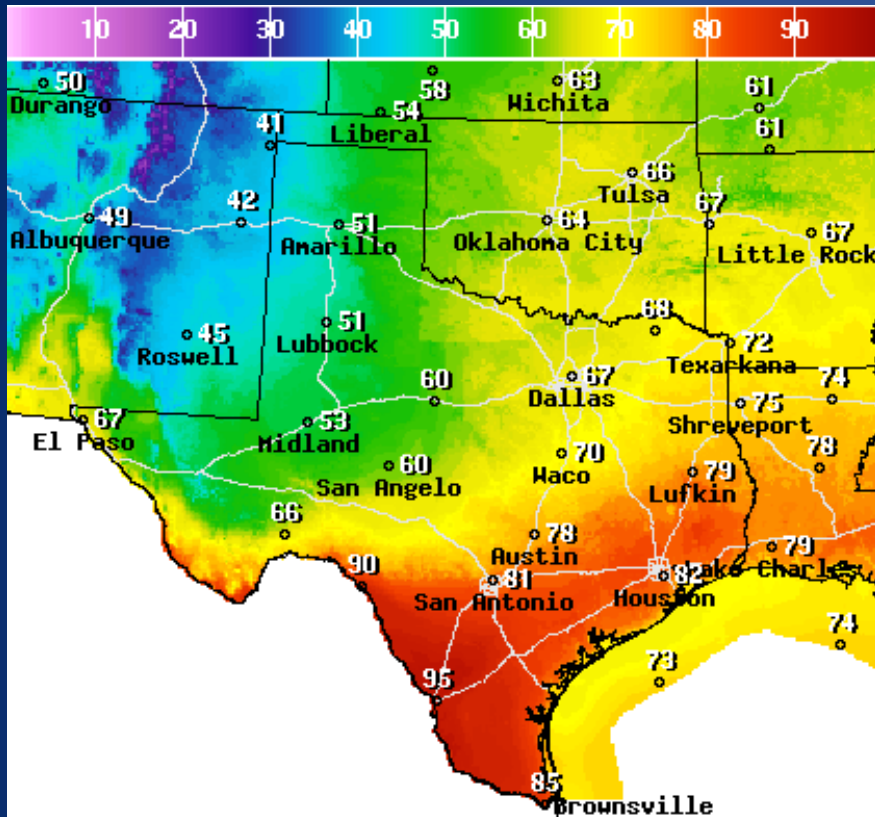 10 20 30 40 50 60 70 80 90
50
Durango
58
63
Wichita
61
54
Liberal
41
61
66
Tulsa
49
Albuquerque
42
51
Amarillo
64
Oklahoma City
67
67
Little Rock
45
Roswell
51
Lubbock
68
72
Texarkana
60
67
Dallas
74
75
Shreveport
67
El Paso
53
Midland
60
San Angelo
70
Waco
79
Lufkin
78
66
78
Austin
79
Lake Charles
90
81
San Antonio
82
Houston
74
73
95
85
Brownsville